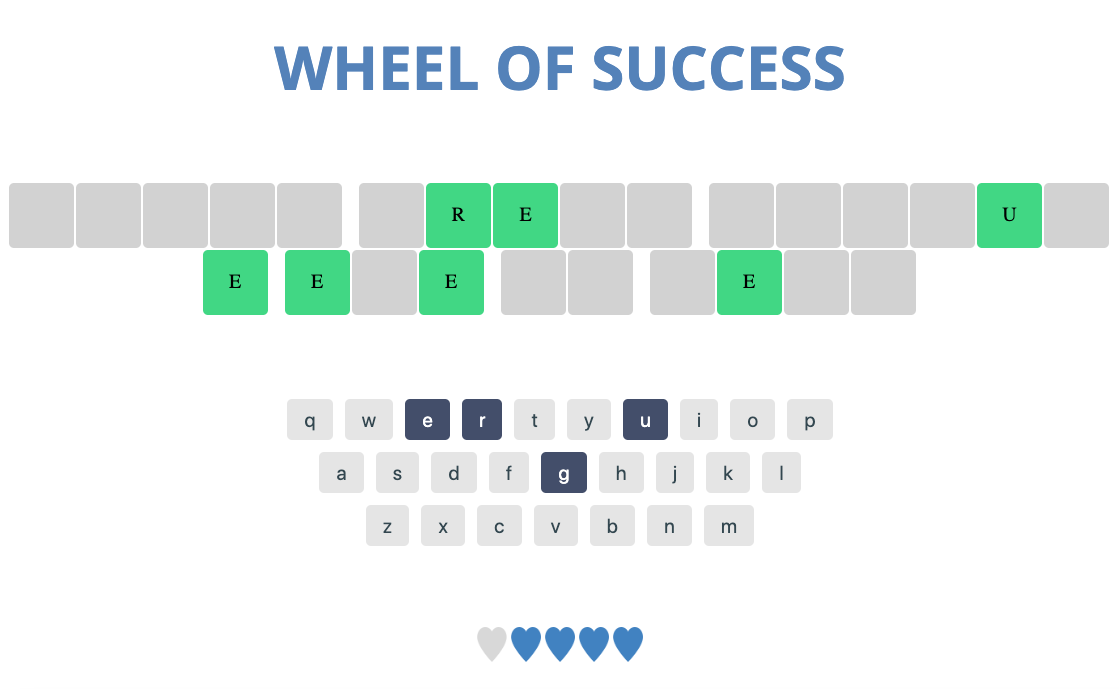 WHEEL OF SUCCESS
R E U
E E E E
q w e r t y u i o p
a s d f g h j k l
z x c v b n m